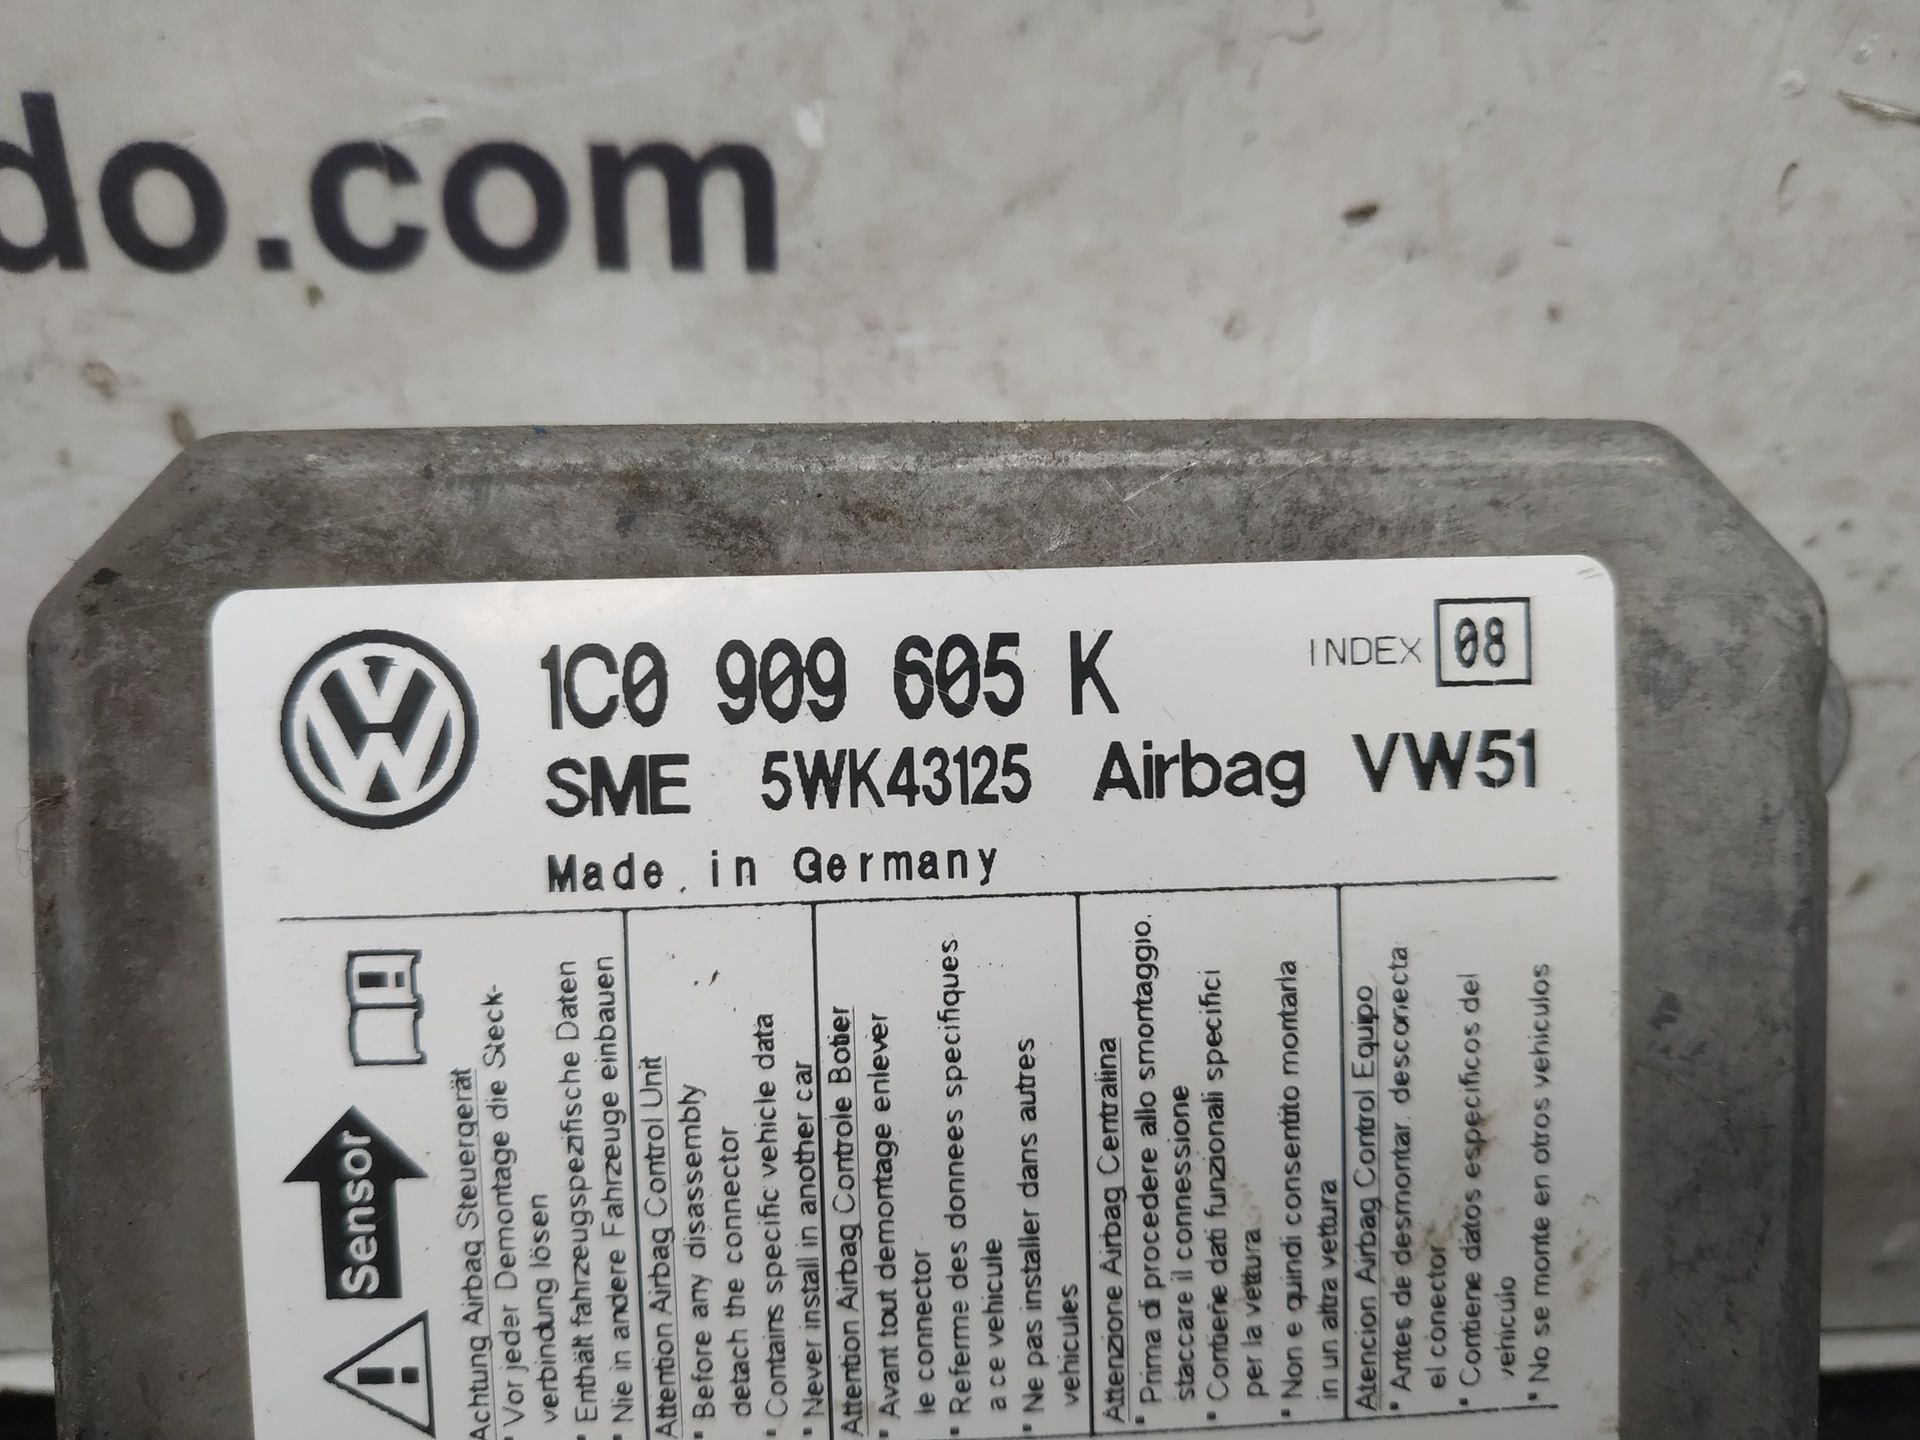 do.com
1C0 909 605 K
INDEX 08
SME 5WK43125 Airbag VW51
Made in Germany
Sensor
Achtung Airbag Steuergerät
• Vor jeder Demontage die Steck-
verbindung lösen
• Enthält fahrzeugspezifische Daten
• Nie in andere Fahrzeuge einbauen
Attention Airbag Control Unit
• Before any disassembly
detach the connector
• Contains specific vehicle data
• Never install in another car
Attention Airbag Controle Botier
• Avant tout demontage enlever
le connector
• Referme des donnees specifiques
a ce vehicule
• Ne pas installer dans autres
vehicules
Attenzione Airbag Centralina
• Prima di procedere allo smontaggio.
staccare il connessione
• Contiene dati funzionali specifici
per la vettura
• Non e quindi consentito montarla
in un altra vettura
Atencion Airbag Control Equipo
• Antes de desmontar. desconecta
el conector
• Contiene datos especificos del
vehículo
• No se monte en otros vehiculos